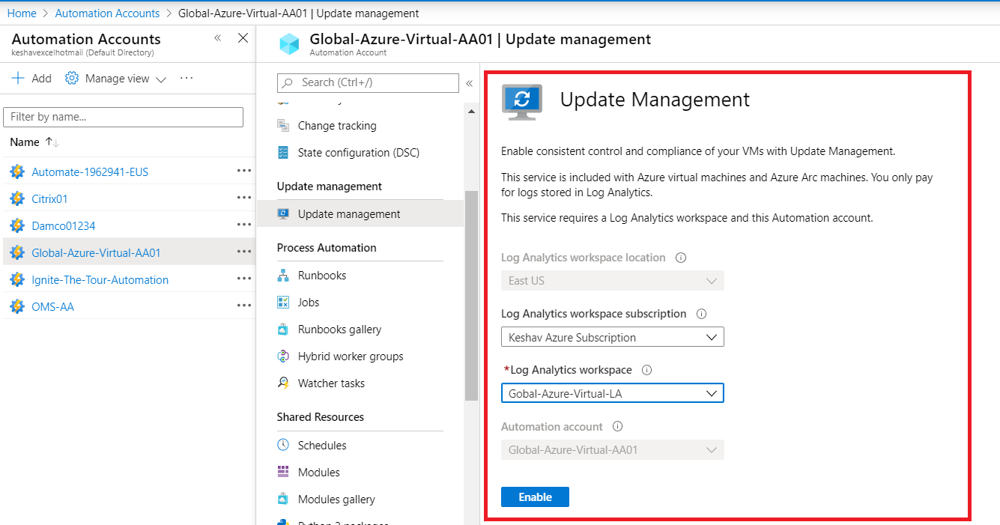 Home > Automation Accounts > Global-Azure-Virtual-AA01 | Update management
Automation Accounts
keshavexcelhotmail (Default Directory)
Add
Manage view
Filter by name...
Name
Automate-1962941-EUS
Citrix01
Damco01234
Global-Azure-Virtual-AA01
Ignite-The-Tour-Automation
OMS-AA
Global-Azure-Virtual-AA01 | Update management
Automation Account
Search (Ctrl+/)
Change tracking
State configuration (DSC)
Update management
Update management
Process Automation
Runbooks
Jobs
Runbooks gallery
Hybrid worker groups
Watcher tasks
Shared Resources
Schedules
Modules
Modules gallery
Python 2 packages
Update Management
Enable consistent control and compliance of your VMs with Update Management.
This service is included with Azure virtual machines and Azure Arc machines. You only pay
for logs stored in Log Analytics.
This service requires a Log Analytics workspace and this Automation account.
Log Analytics workspace location
East US
Log Analytics workspace subscription
Keshav Azure Subscription
*Log Analytics workspace
Gobal-Azure-Virtual-LA
Automation account
Global-Azure-Virtual-AA01
Enable